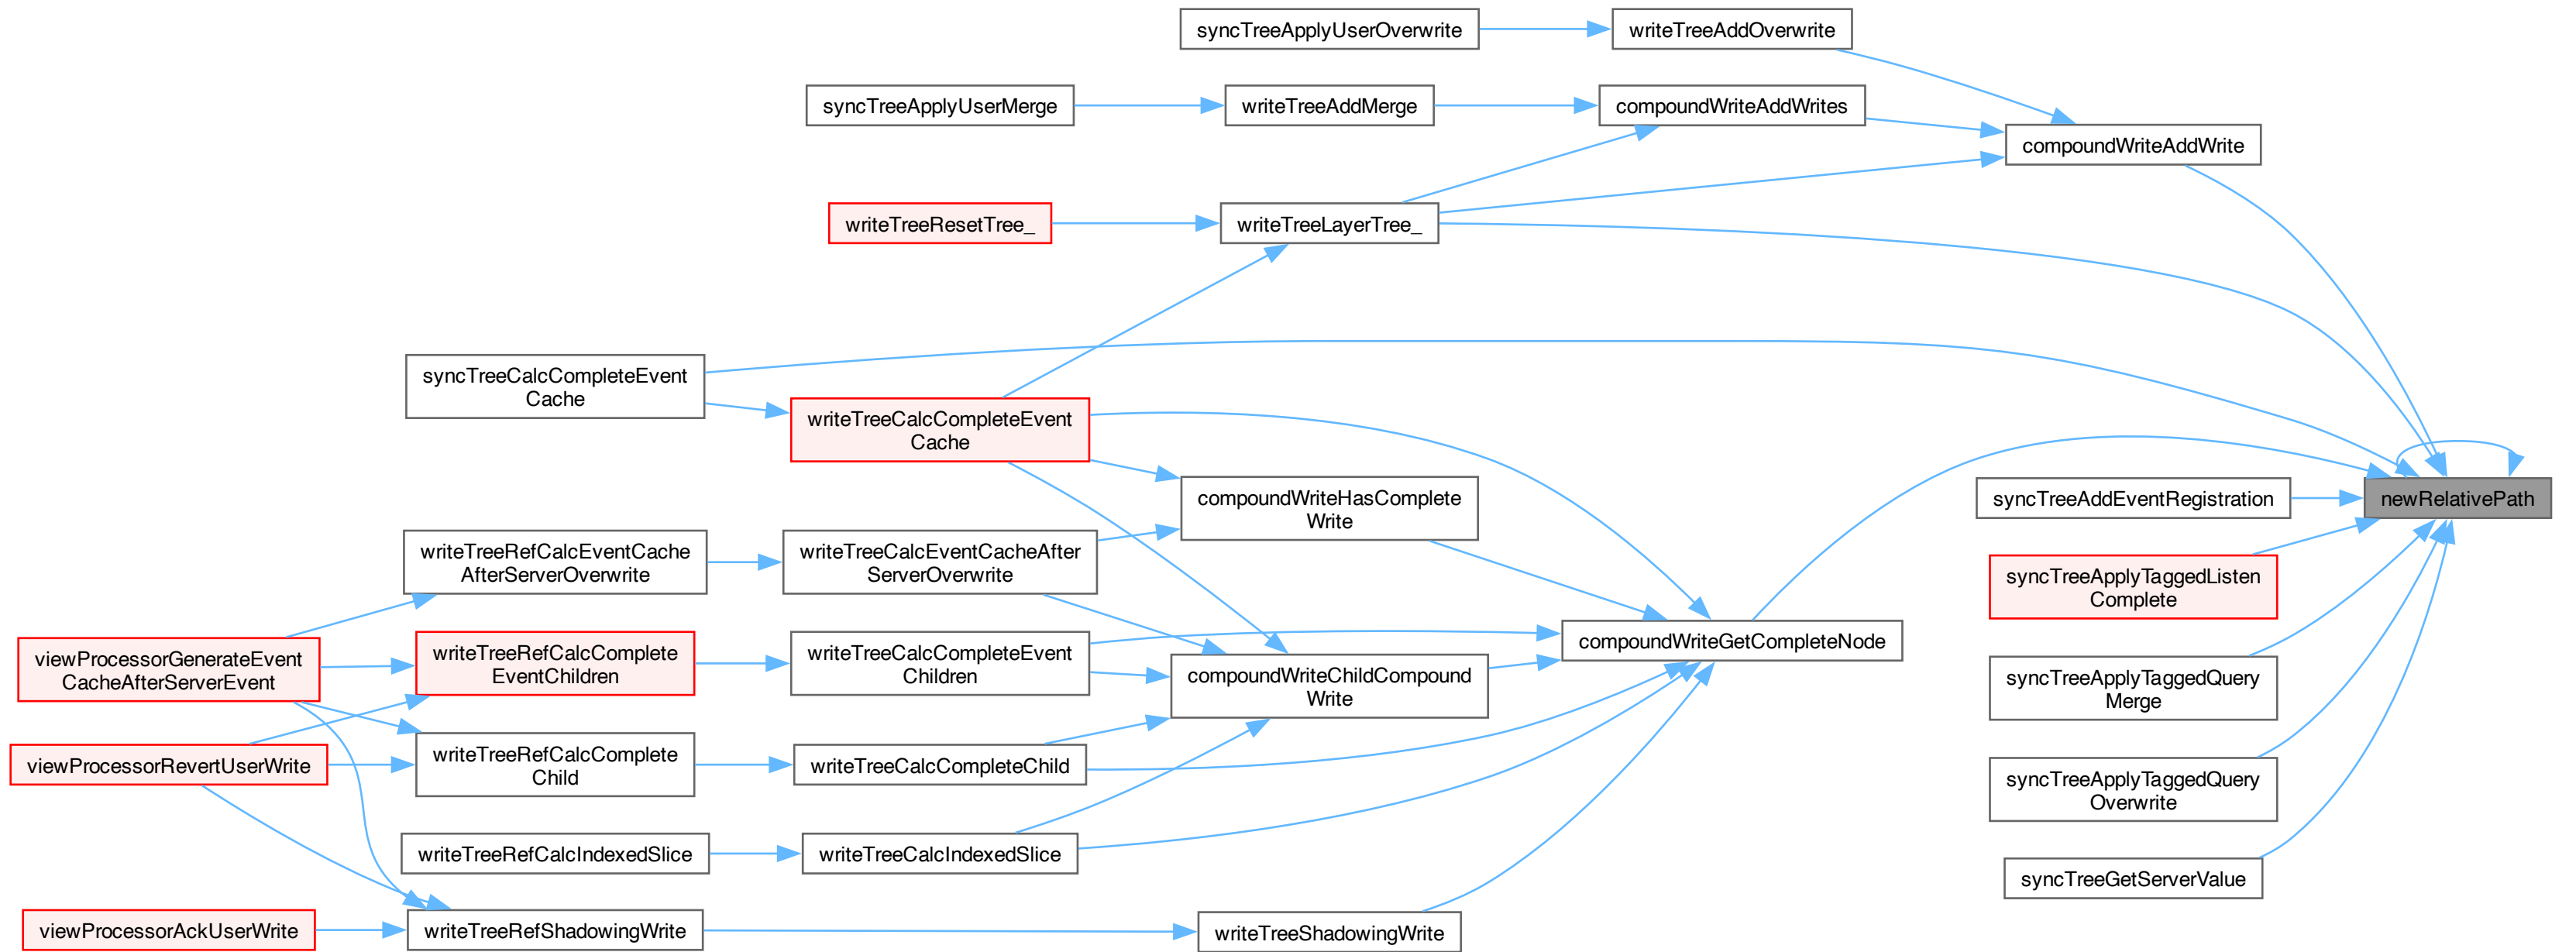 syncTreeApplyUserOverwrite
writeTreeAddOverwrite
syncTreeApplyUserMerge
writeTreeAddMerge
compoundWriteAddWrites
compoundWriteAddWrite
writeTreeResetTree_
writeTreeLayerTree_
syncTreeCalcCompleteEvent
Cache
writeTreeCalcCompleteEvent
Cache
compoundWriteHasComplete
Write
syncTreeAddEventRegistration
newRelativePath
writeTreeRefCalcEventCache
AfterServerOverwrite
writeTreeCalcEventCacheAfter
ServerOverwrite
syncTreeApplyTaggedListen
Complete
viewProcessorGenerateEvent
CacheAfterServerEvent
writeTreeRefCalcComplete
EventChildren
writeTreeCalcCompleteEvent
Children
compoundWriteChildCompound
Write
compoundWriteGetCompleteNode
syncTreeApplyTaggedQuery
Merge
viewProcessorRevertUserWrite
writeTreeRefCalcComplete
Child
writeTreeCalcCompleteChild
syncTreeApplyTaggedQuery
Overwrite
writeTreeRefCalcIndexedSlice
writeTreeCalcIndexedSlice
syncTreeGetServerValue
viewProcessorAckUserWrite
writeTreeRefShadowingWrite
writeTreeShadowingWrite